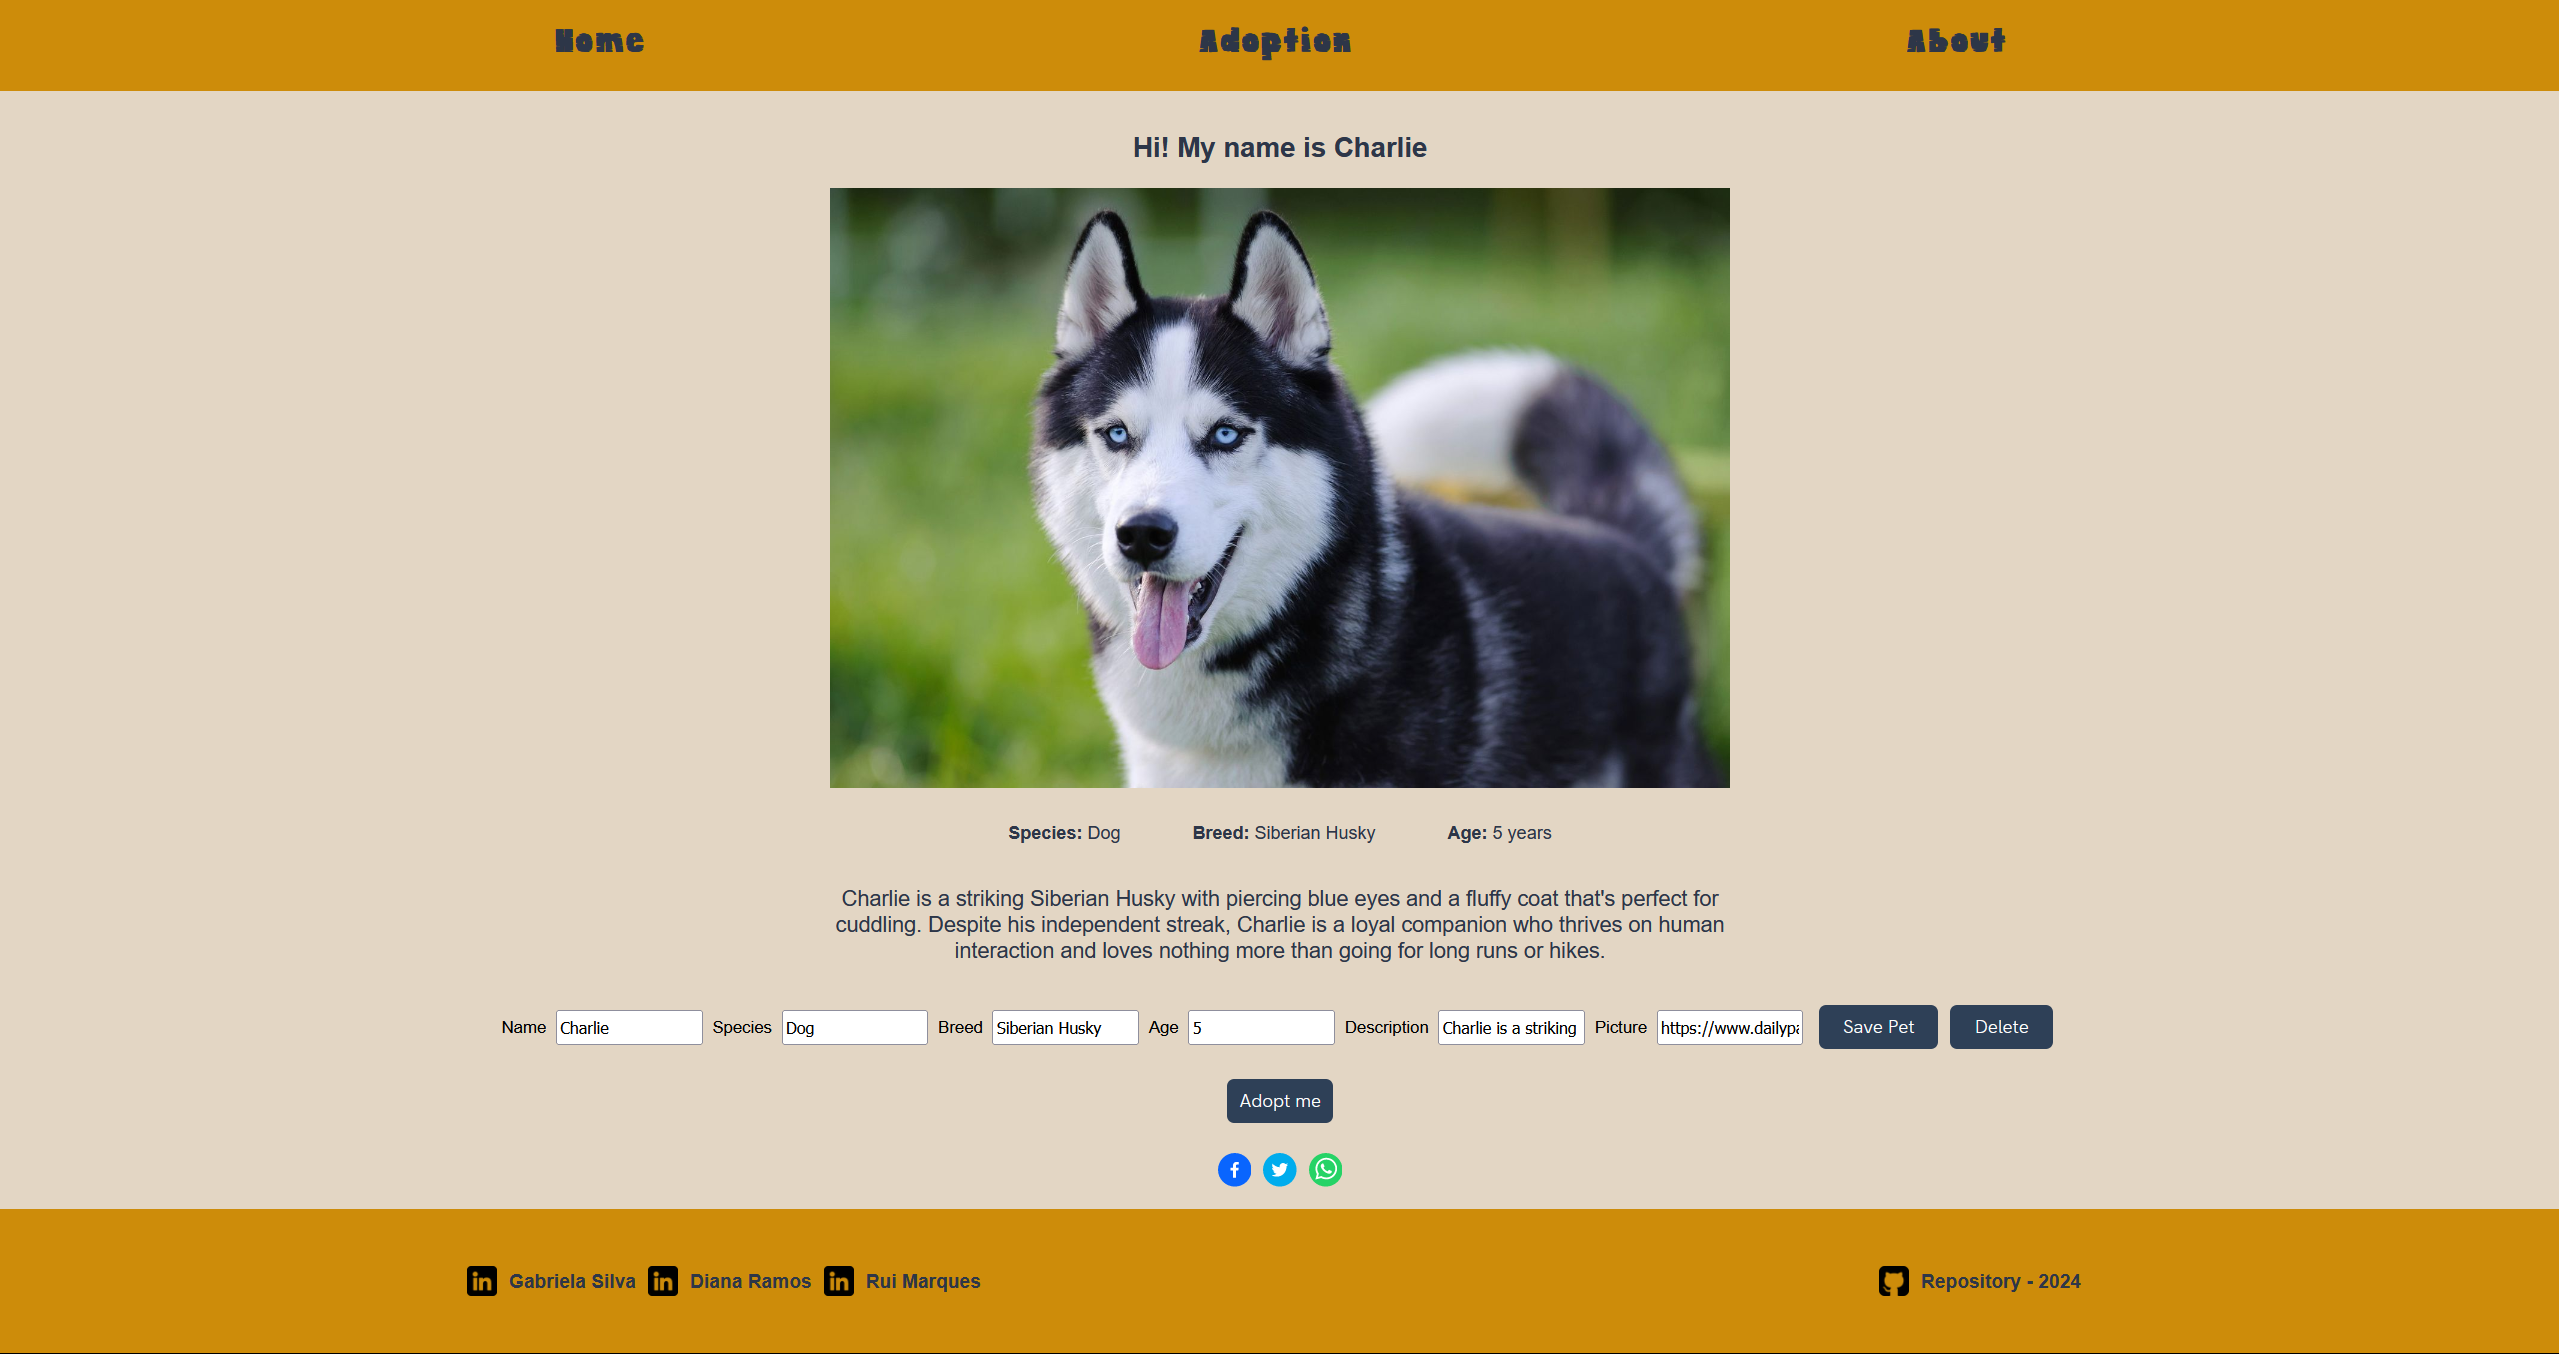 Home Adoption About
Hi! My name is Charlie
Species: Dog Breed: Siberian Husky Age: 5 years
Charlie is a striking Siberian Husky with piercing blue eyes and a fluffy coat that's perfect for
cuddling. Despite his independent streak, Charlie is a loyal companion who thrives on human
interaction and loves nothing more than going for long runs or hikes.
Name Charlie Species Dog Breed Siberian Husky Age 5 Description Charlie is a striking Picture https://www.dailypa Save Pet Delete
Adopt me
in Gabriela Silva in Diana Ramos in Rui Marques Repository - 2024